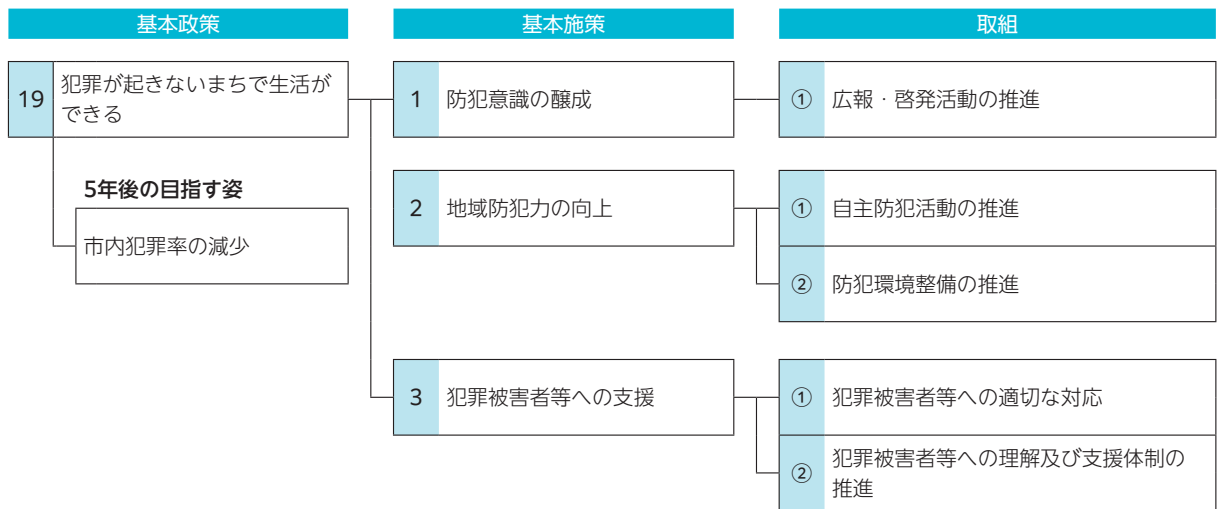 基本政策
基本施策
取組
19
犯罪が起きないまちで生活が
できる
5年後の目指す姿
市内犯罪率の減少
1
防犯意識の醸成
①
広報・啓発活動の推進
2
地域防犯力の向上
①
自主防犯活動の推進
②
防犯環境整備の推進
3
犯罪被害者等への支援
①
犯罪被害者等への適切な対応
②
犯罪被害者等への理解及び支援体制の
推進